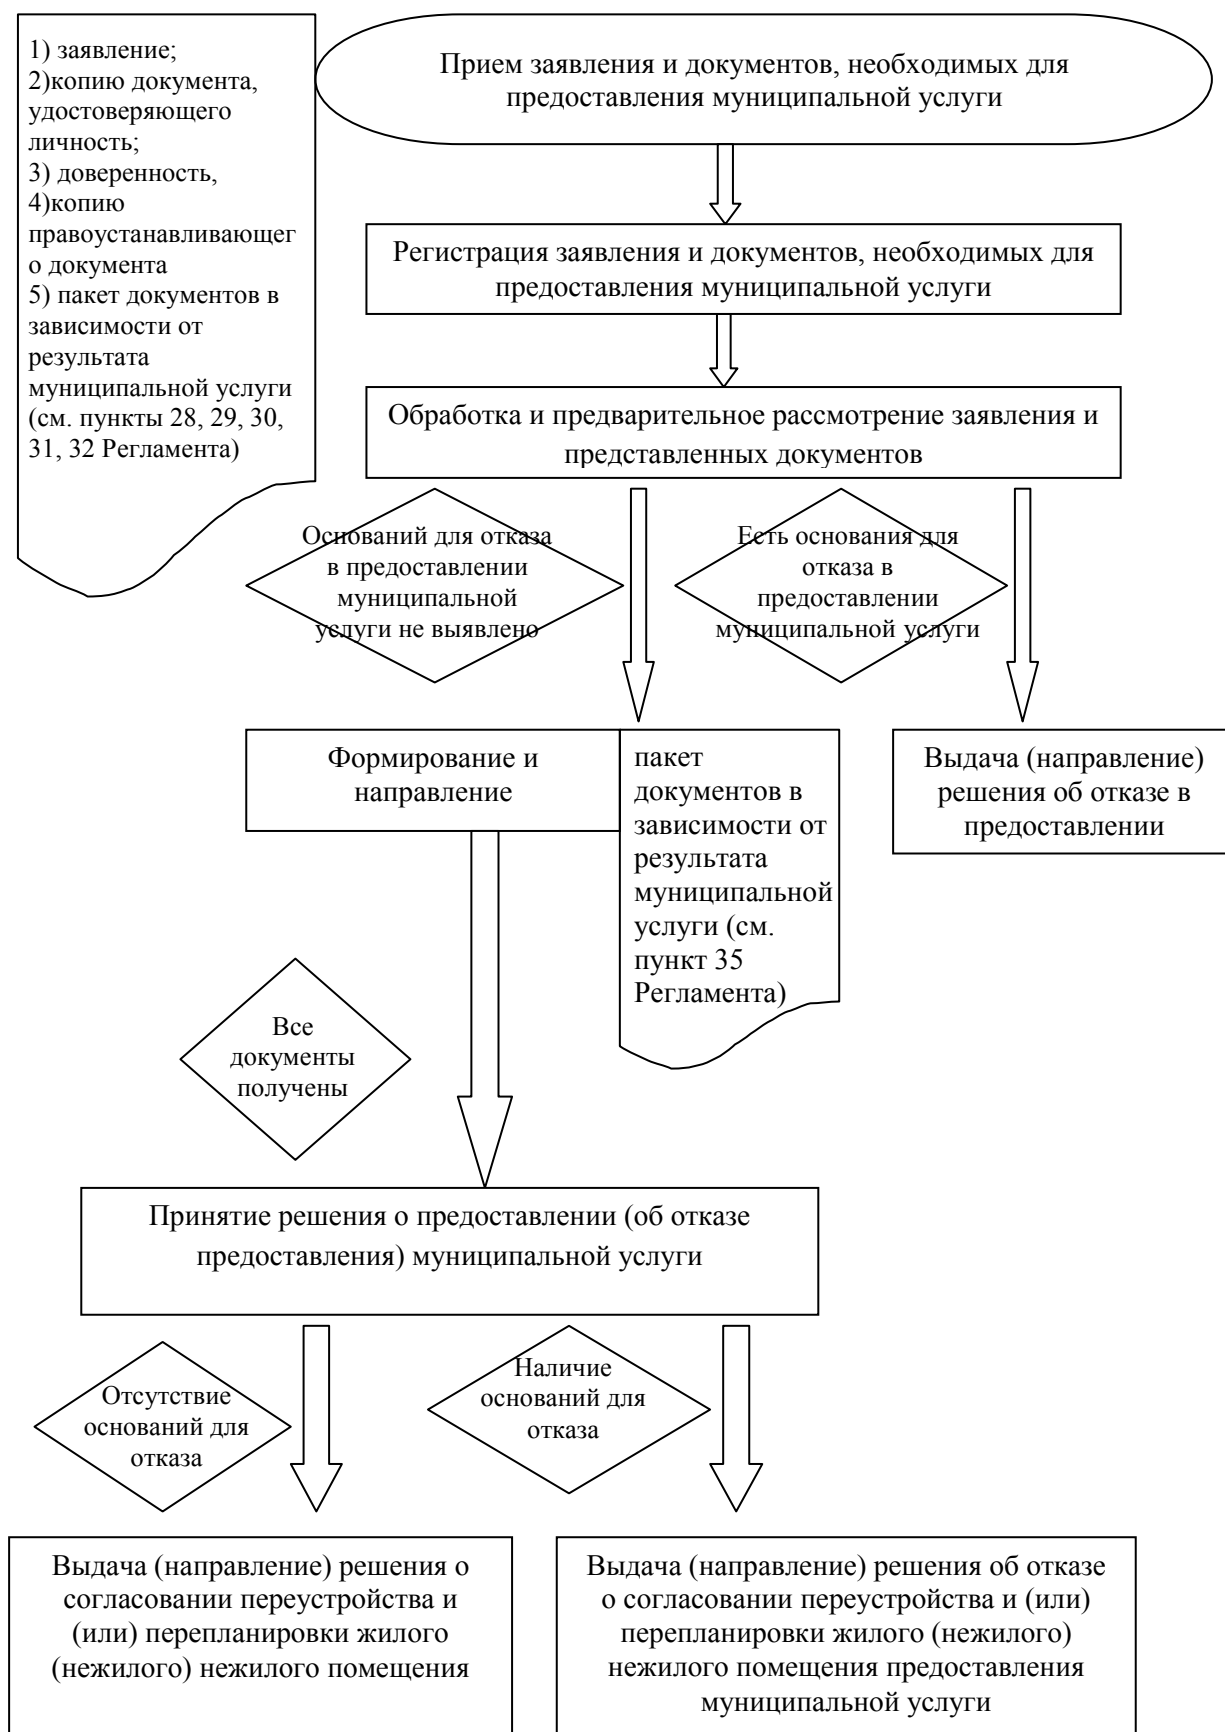 1) заявление;
2)копию документа,
удостоверяющего
личность;
3) доверенность,
4)копию
правоустанавливающег
о документа
5) пакет документов в
зависимости от
результата
муниципальной услуги
(см. пункты 28, 29, 30,
31, 32 Регламента)
Прием заявления и документов, необходимых для
предоставления муниципальной услуги
Регистрация заявления и документов, необходимых для
предоставления муниципальной услуги
Обработка и предварительное рассмотрение заявления и
представленных документов
Оснований для отказа
в предоставлении
муниципальной
услуги не выявлено
Есть основания для
отказа в
предоставлении
муниципальной услуги
Формирование и
направление
пакет
документов в
зависимости от
результата
муниципальной
услуги (см.
пункт 35
Регламента)
Выдача (направление)
решения об отказе в
предоставлении
Все
документы
получены
Принятие решения о предоставлении (об отказе
предоставления) муниципальной услуги
Отсутствие
оснований для
отказа
Наличие
оснований для
отказа
Выдача (направление) решения о
согласовании переустройства и
(или) перепланировки жилого
(нежилого) нежилого помещения
Выдача (направление) решения об отказе
о согласовании переустройства и (или)
перепланировки жилого (нежилого)
нежилого помещения предоставления
муниципальной услуги